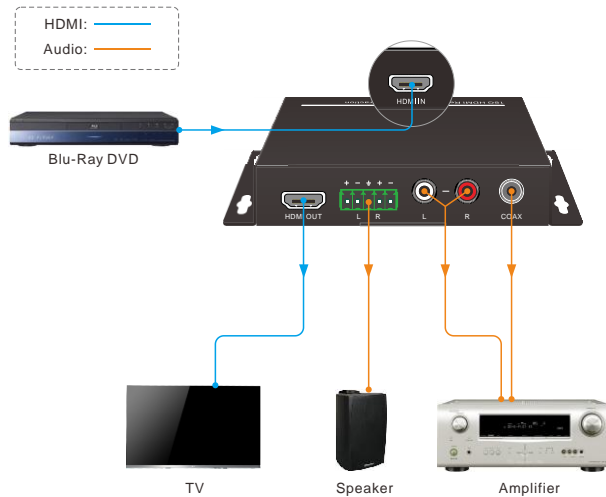 HDMI:
Audio:
HDMI IN
Blu-Ray DVD
+ − ⏚ + −
HDMI OUT
L R
L − R
COAX
TV
Speaker
Amplifier